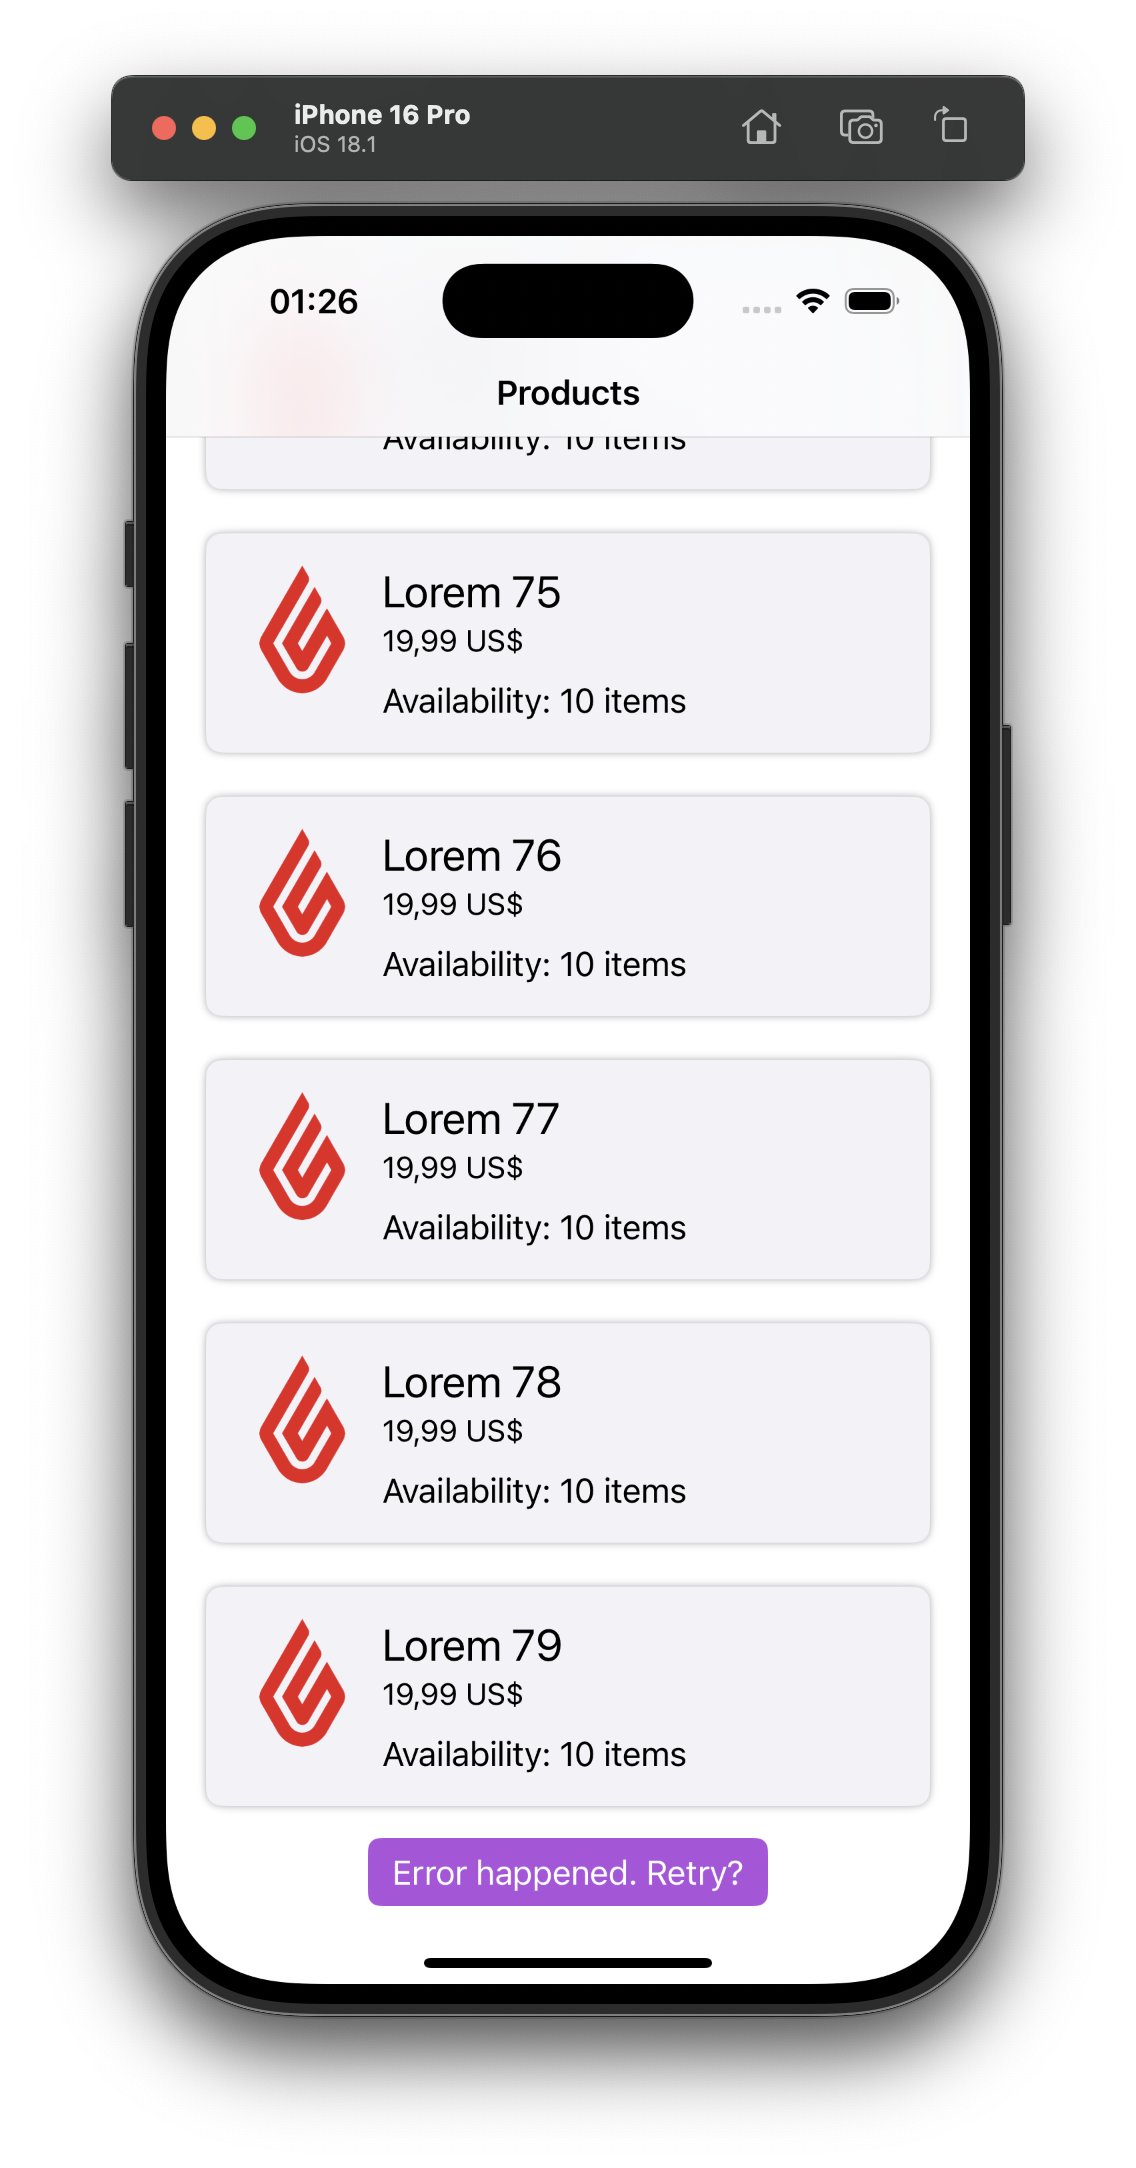 iPhone 16 Pro
iOS 18.1
01:26
Products
Availability: 10 items
Lorem 75
19,99 US$
Availability: 10 items
Lorem 76
19,99 US$
Availability: 10 items
Lorem 77
19,99 US$
Availability: 10 items
Lorem 78
19,99 US$
Availability: 10 items
Lorem 79
19,99 US$
Availability: 10 items
Error happened. Retry?